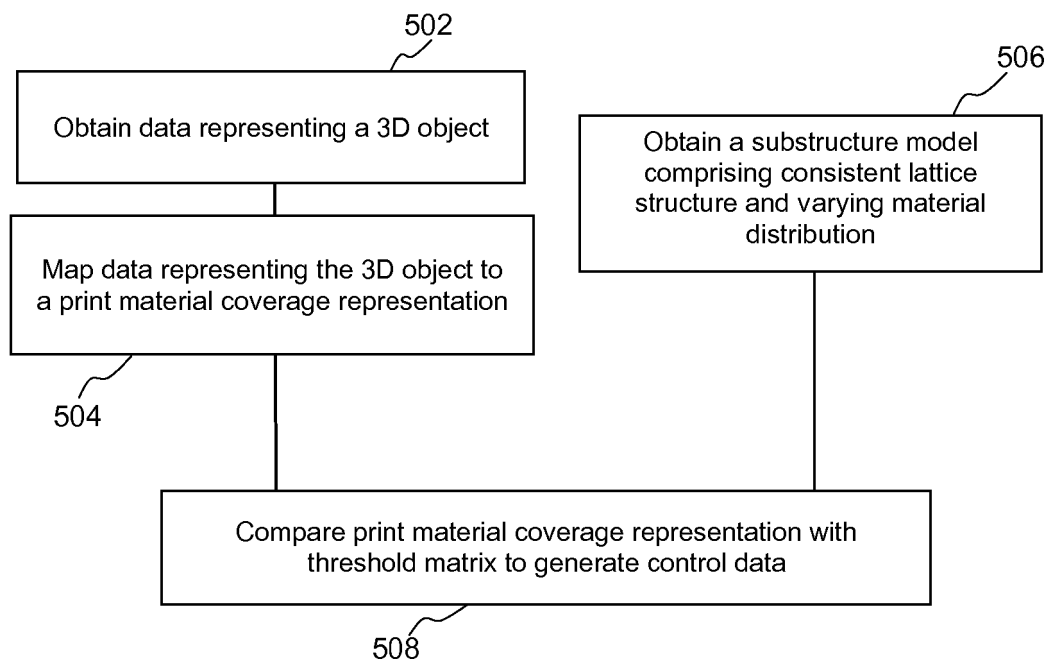 502
Obtain data representing a 3D object
506
Obtain a substructure model
comprising consistent lattice
structure and varying material
distribution
Map data representing the 3D object to
a print material coverage representation
504
Compare print material coverage representation with
threshold matrix to generate control data
508